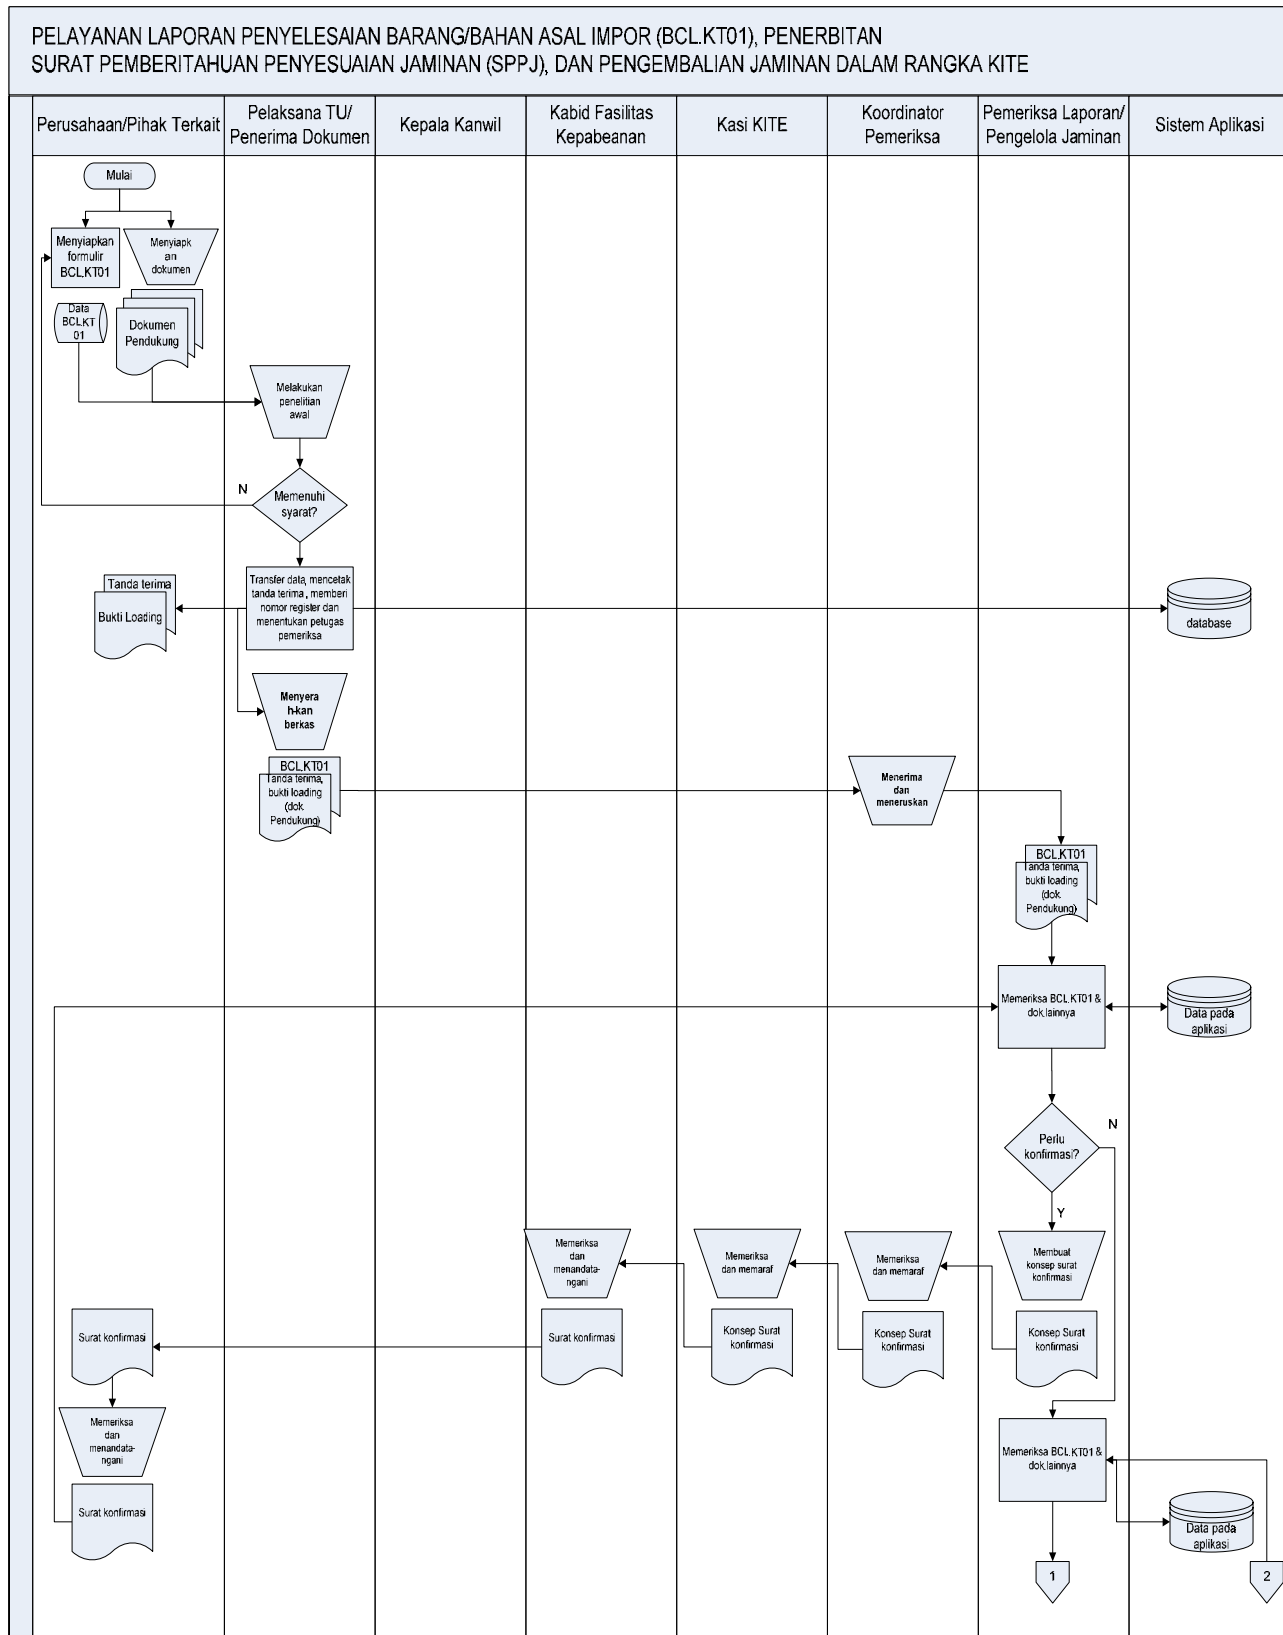 PELAYANAN LAPORAN PENYELESAIAN BARANG/BAHAN ASAL IMPOR (BCL.KT01), PENERBITAN
SURAT PEMBERITAHUAN PENYESUAIAN JAMINAN (SPPJ), DAN PENGEMBALIAN JAMINAN DALAM RANGKA KITE
Perusahaan/Pihak Terkait
Pelaksana TU/
Penerima Dokumen
Kepala Kanwil
Kabid Fasilitas
Kepabeanan
Kasi KITE
Koordinator
Pemeriksa
Pemeriksa Laporan/
Pengelola Jaminan
Sistem Aplikasi
Mulai
Menyiapkan
formulir
BCL.KT01
Menyiapk
an
dokumen
Data
BCL.KT
01
Dokumen
Pendukung
Melakukan
penelitian
awal
N
Memenuhi
syarat?
Tanda terima
Bukti Loading
Transfer data, mencetak
tanda terima , memberi
nomor register dan
menentukan petugas
pemeriksa
database
Menyera
h-kan
berkas
BCL.KT01
Tanda terima,
bukti loading
(dok.
Pendukung)
Menerima
dan
meneruskan
BCL.KT01
Tanda terima,
bukti loading
(dok.
Pendukung)
Memeriksa BCL.KT01 &
dok.lainnya
Data pada
aplikasi
Perlu
konfirmasi?
N
Y
Memeriksa
dan
menandata-
ngani
Memeriksa
dan memaraf
Memeriksa
dan memaraf
Membuat
konsep surat
konfirmasi
Surat konfirmasi
Surat konfirmasi
Konsep Surat
konfirmasi
Konsep Surat
konfirmasi
Konsep Surat
konfirmasi
Memeriksa
dan
menandata-
ngani
Memeriksa BCL.KT01 &
dok.lainnya
Surat konfirmasi
Data pada
aplikasi
1
2